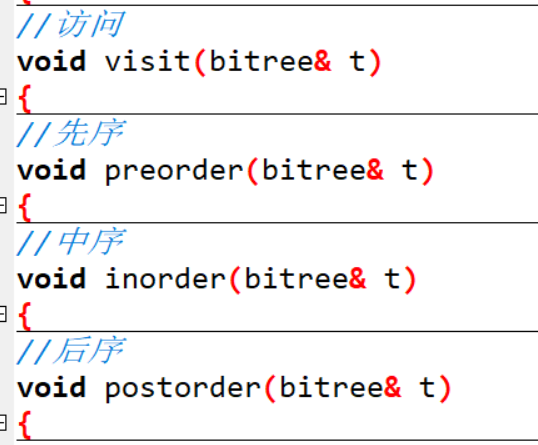 {
//访问
void visit(bitree& t)
{
//先序
void preorder(bitree& t)
{
//中序
void inorder(bitree& t)
{
//后序
void postorder(bitree& t)
{